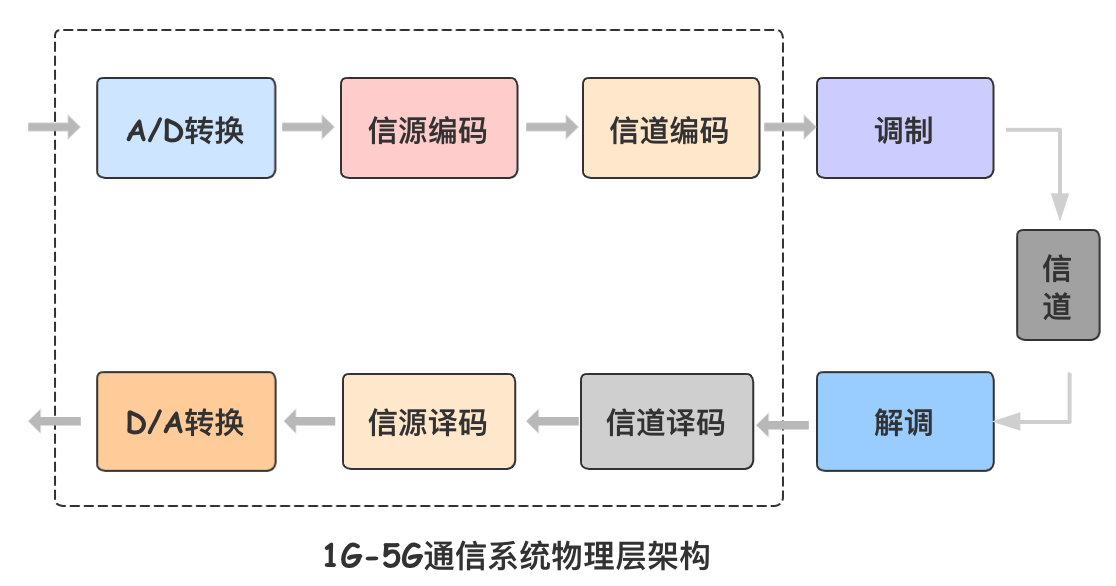 A/D转换
信源编码
信道编码
调制
信
道
D/A转换
信源译码
信道译码
解调
1G-5G通信系统物理层架构